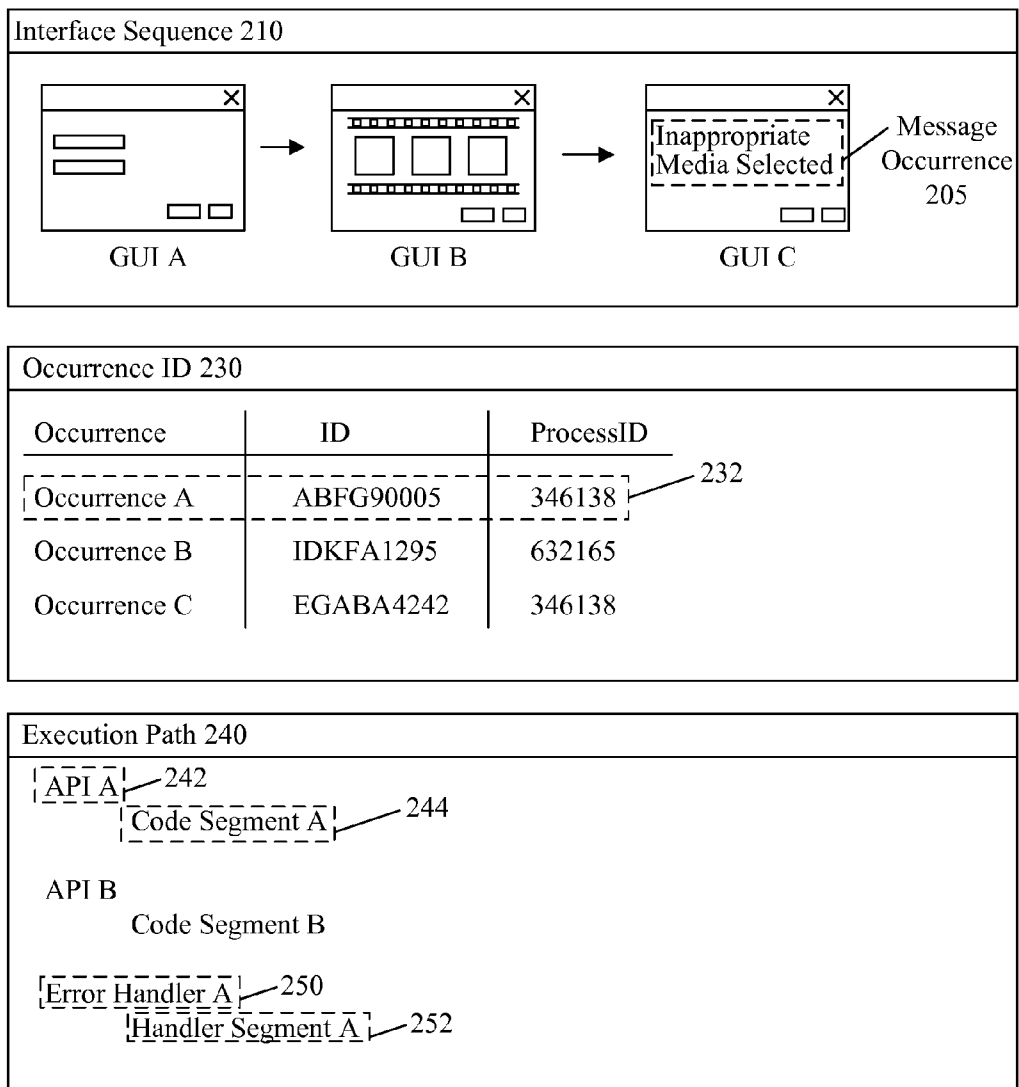 Interface Sequence 210
Inappropriate
Media Selected
Message
Occurrence
205
GUI A
GUI B
GUI C
Occurrence ID 230
Occurrence ID ProcessID
232
Occurrence A ABFG90005 346138
Occurrence B IDKFA1295 632165
Occurrence C EGABA4242 346138
Execution Path 240
API A 242
Code Segment A 244
API B
Code Segment B
Error Handler A 250
Handler Segment A 252